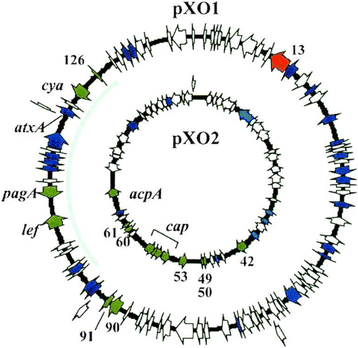 pXO1
13
126
cya
atxA
pXO2
pagA
acpA
lef
61
60
cap
53
49
50
42
91
90